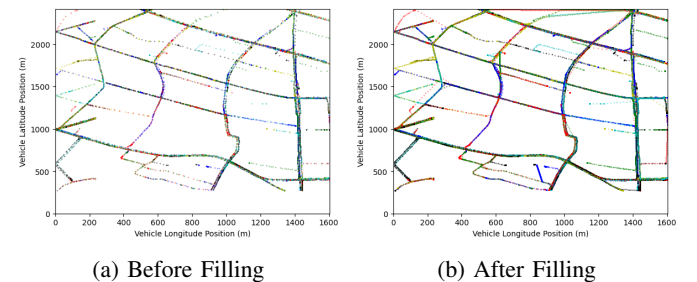 2000
1500
1000
500
0
Vehicle Latitude Position (m)
0 200 400 600 800 1000 1200 1400 1600
Vehicle Longitude Position (m)
2000
1500
1000
500
0
Vehicle Latitude Position (m)
0 200 400 600 800 1000 1200 1400 1600
Vehicle Longitude Position (m)
(a) Before Filling
(b) After Filling